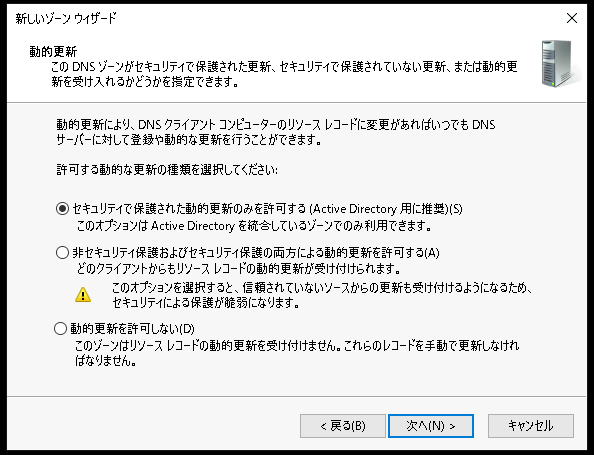 新しいゾーン ウィザード
動的更新
この DNS ゾーンがセキュリティで保護された更新、セキュリティで保護されていない更新、または動的更
新を受け入れるかどうかを指定できます。
動的更新により、DNS クライアント コンピューターのリソース レコードに変更があればいつでも DNS
サーバーに対して登録や動的な更新を行うことができます。
許可する動的な更新の種類を選択してください:
セキュリティで保護された動的更新のみを許可する (Active Directory 用に推奨)(S)
このオプションは Active Directory を統合しているゾーンでのみ利用できます。
非セキュリティ保護およびセキュリティ保護の両方による動的更新を許可する(A)
どのクライアントからもリソース レコードの動的更新が受け付けられます。
このオプションを選択すると、信頼されていないソースからの更新も受け付けるようになるため、
セキュリティによる保護が脆弱になります。
動的更新を許可しない(D)
このゾーンはリソース レコードの動的更新を受け付けません。これらのレコードを手動で更新しなけれ
ばなりません。
< 戻る(B) 次へ(N) > キャンセル